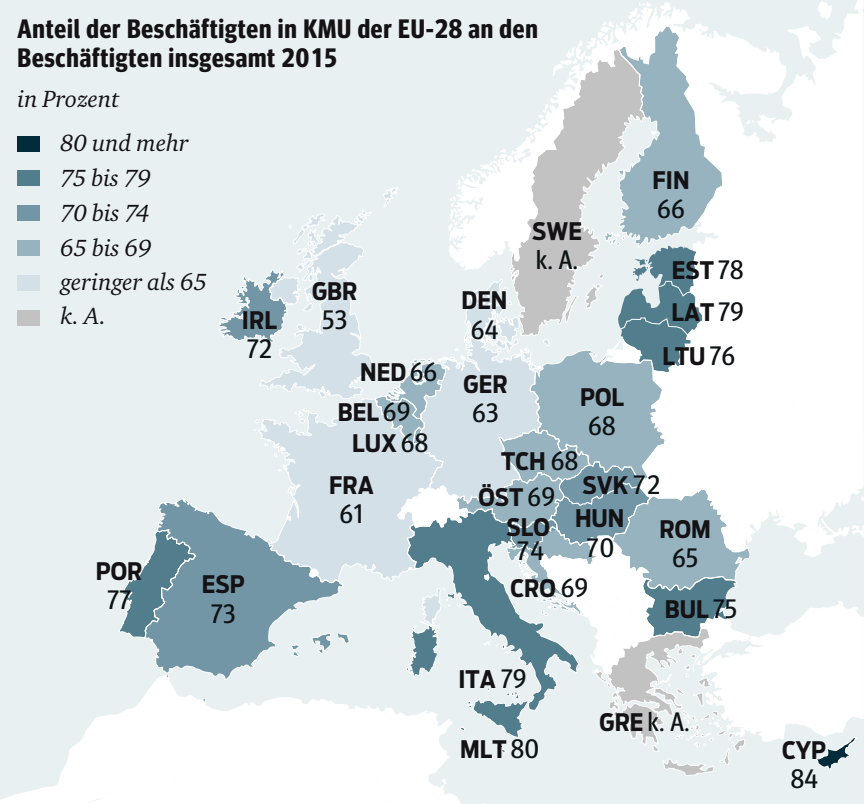 Anteil der Beschäftigten in KMU der EU-28 an den
Beschäftigten insgesamt 2015
in Prozent
80 und mehr
75 bis 79
70 bis 74
65 bis 69
geringer als 65
k. A.
FIN
66
SWE
k. A.
EST 78
LAT 79
LTU 76
GBR
53
IRL
72
DEN
64
NED 66
GER
63
BEL 69
LUX 68
POL
68
TCH 68
SVK 72
FRA
61
ÖST 69
HUN
70
SLO
74
ROM
65
CRO 69
POR
77
ESP
73
BUL 75
ITA 79
GRE k. A.
MLT 80
CYP
84